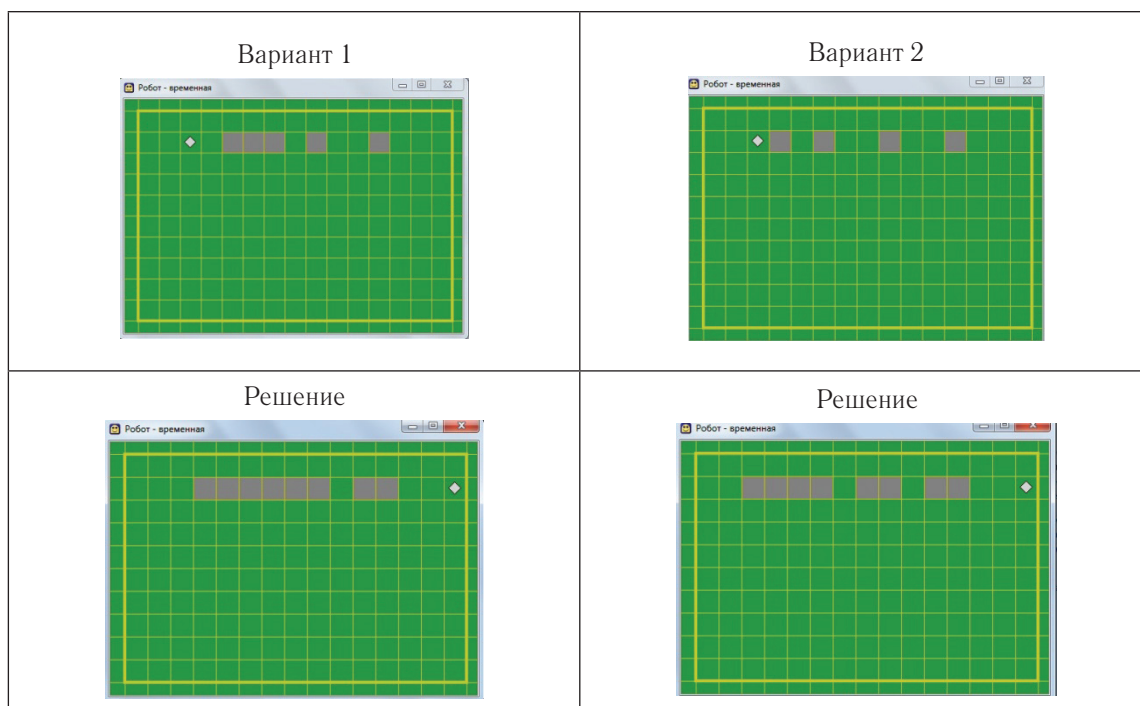 Вариант 1
Робот - временная
Вариант 2
Робот - временная
Решение
Робот - временная
Решение
Робот - временная